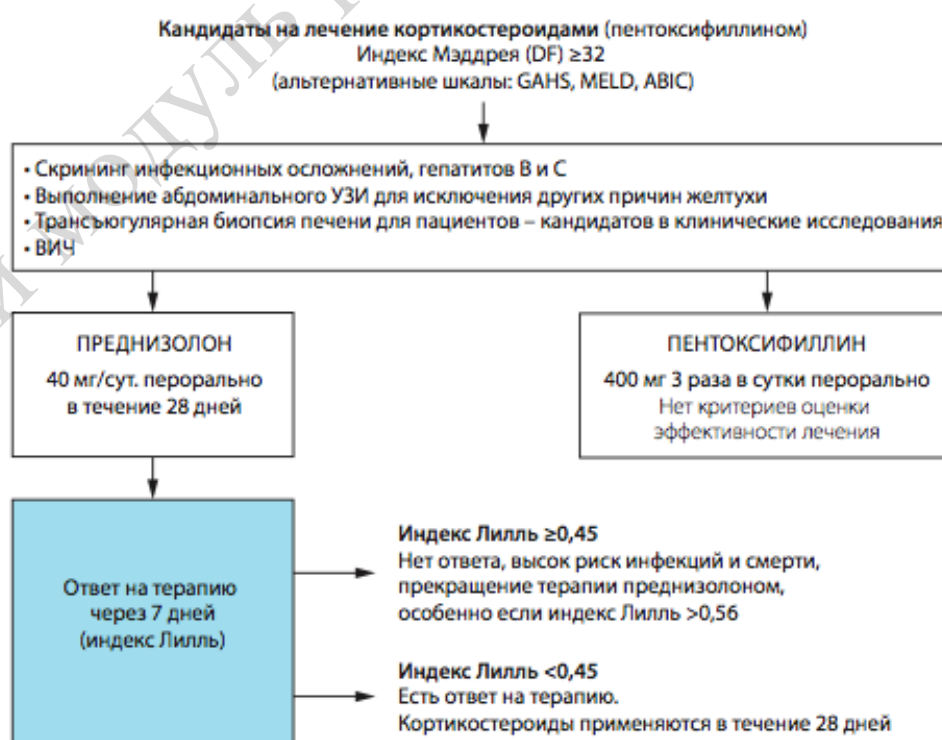 Кандидаты на лечение кортикостероидами (пентоксифиллином)
Индекс Мэддрея (DF) ≥32
(альтернативные шкалы: GAHS, MELD, ABIC)
• Скрининг инфекционных осложнений, гепатитов В и С
• Выполнение абдоминального УЗИ для исключения других причин желтухи
• Трансъюгулярная биопсия печени для пациентов – кандидатов в клинические исследования
• ВИЧ
ПРЕДНИЗОЛОН
40 мг/сут. перорально
в течение 28 дней
ПЕНТОКСИФИЛЛИН
400 мг 3 раза в сутки перорально
Нет критериев оценки
эффективности лечения
Ответ на терапию
через 7 дней
(индекс Лилль)
Индекс Лилль ≥0,45
Нет ответа, высок риск инфекций и смерти,
прекращение терапии преднизолоном,
особенно если индекс Лилль >0,56
Индекс Лилль <0,45
Есть ответ на терапию.
Кортикостероиды применяются в течение 28 дней
МОДУЛЬ